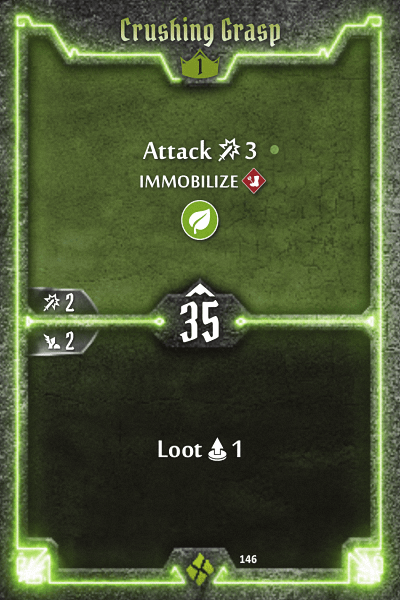 Crushing Grasp
1
Attack 3
IMMOBILIZE
2
35
2
Loot 1
146